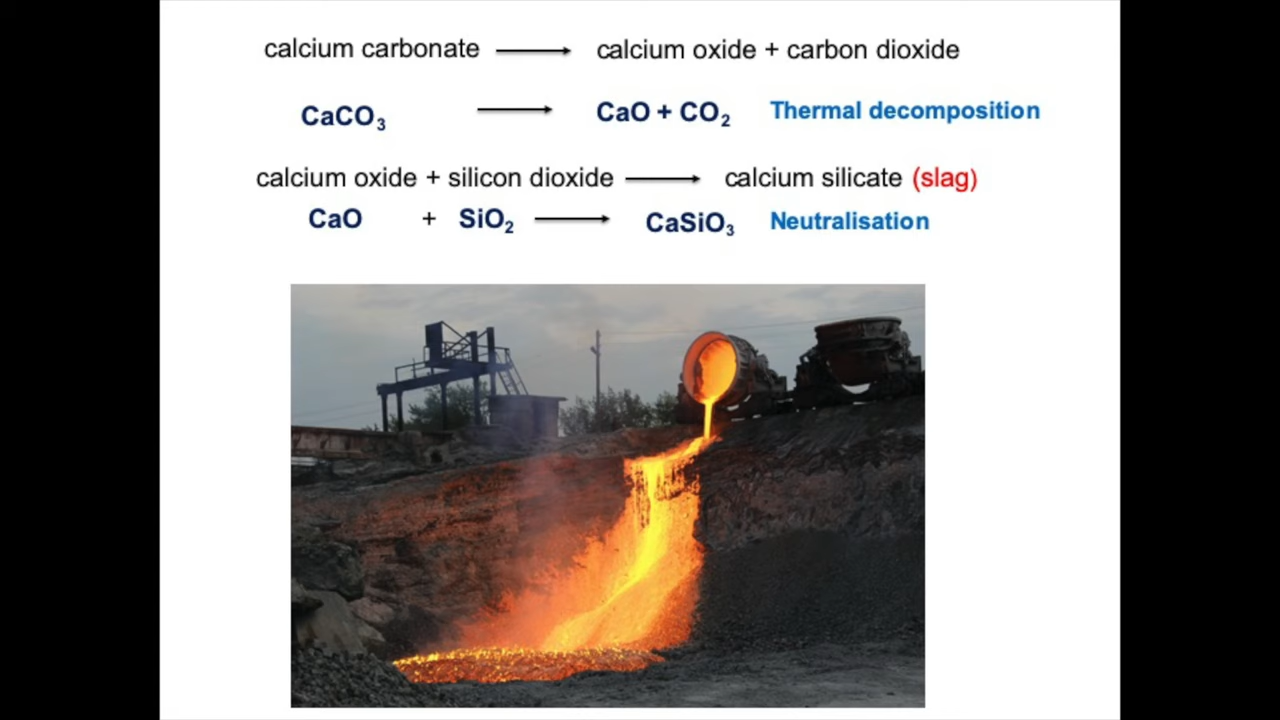 calcium carbonate ⟶ calcium oxide + carbon dioxide
CaCO₃ ⟶ CaO + CO₂ Thermal decomposition
calcium oxide + silicon dioxide ⟶ calcium silicate (slag)
CaO + SiO₂ ⟶ CaSiO₃ Neutralisation